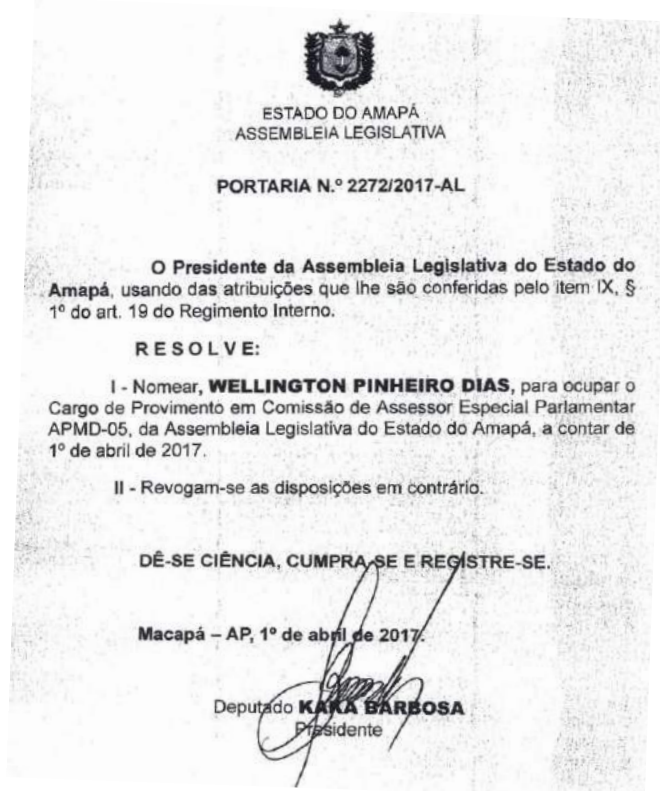 ESTADO DO AMAPÁ
ASSEMBLEIA LEGISLATIVA
PORTARIA N.º 2272/2017-AL
O Presidente da Assembleia Legislativa do Estado do
Amapá, usando das atribuições que lhe são conferidas pelo item IX, §
1º do art. 19 do Regimento Interno.
R E S O L V E:
I - Nomear, WELLINGTON PINHEIRO DIAS, para ocupar o
Cargo de Provimento em Comissão de Assessor Especial Parlamentar
APMD-05, da Assembleia Legislativa do Estado do Amapá, a contar de
1º de abril de 2017.
II - Revogam-se as disposições em contrário.
DÊ-SE CIÊNCIA, CUMPRA-SE E REGISTRE-SE.
Macapá – AP, 1º de abril de 2017.
Deputado KAKÁ BARBOSA
Presidente